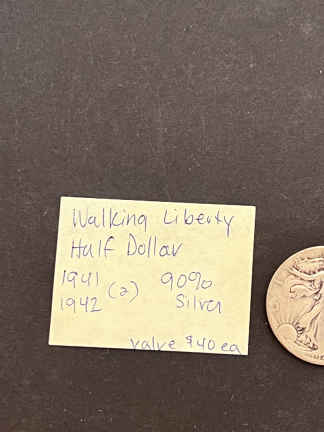 Walking Liberty
Half Dollar
1941 (2) 90%
1942 Silver
value $40 ea